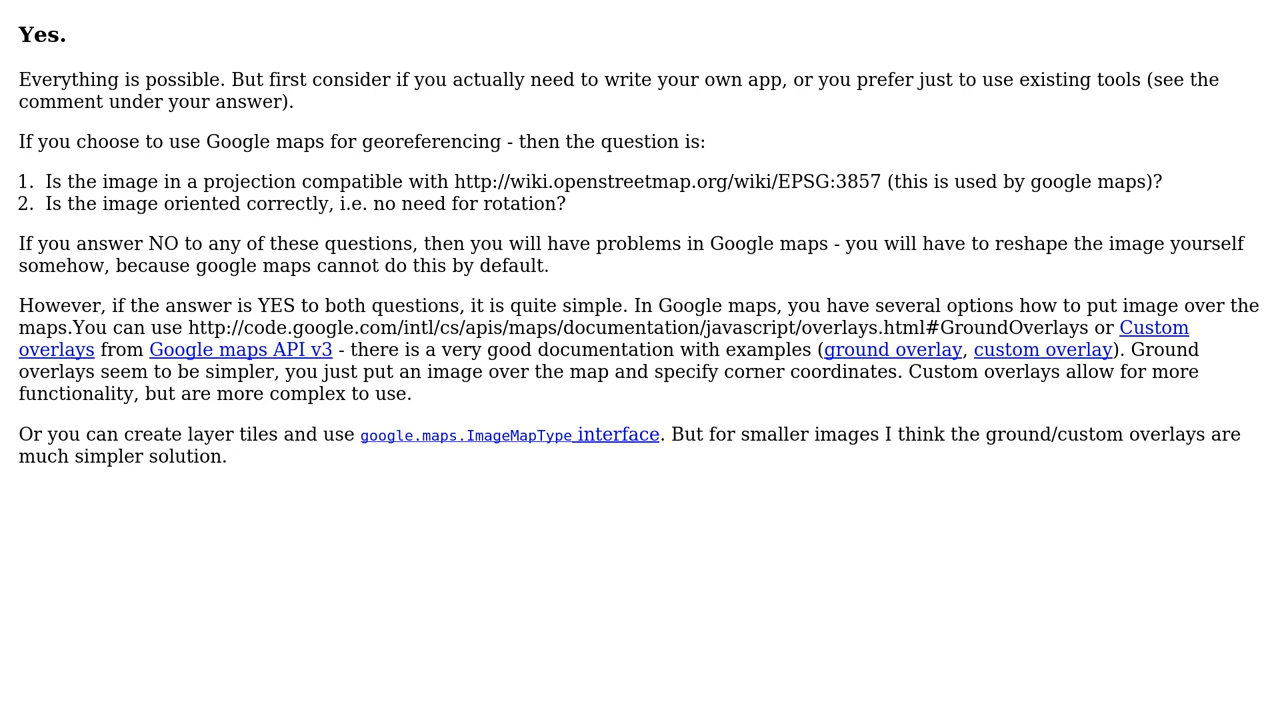 Yes.
Everything is possible. But first consider if you actually need to write your own app, or you prefer just to use existing tools (see the
comment under your answer).
If you choose to use Google maps for georeferencing - then the question is:
1. Is the image in a projection compatible with http://wiki.openstreetmap.org/wiki/EPSG:3857 (this is used by google maps)?
2. Is the image oriented correctly, i.e. no need for rotation?
If you answer NO to any of these questions, then you will have problems in Google maps - you will have to reshape the image yourself
somehow, because google maps cannot do this by default.
However, if the answer is YES to both questions, it is quite simple. In Google maps, you have several options how to put image over the
maps.You can use http://code.google.com/intl/cs/apis/maps/documentation/javascript/overlays.html#GroundOverlays or Custom
overlays from Google maps API v3 - there is a very good documentation with examples (ground overlay, custom overlay). Ground
overlays seem to be simpler, you just put an image over the map and specify corner coordinates. Custom overlays allow for more
functionality, but are more complex to use.
Or you can create layer tiles and use google.maps.ImageMapType interface. But for smaller images I think the ground/custom overlays are
much simpler solution.